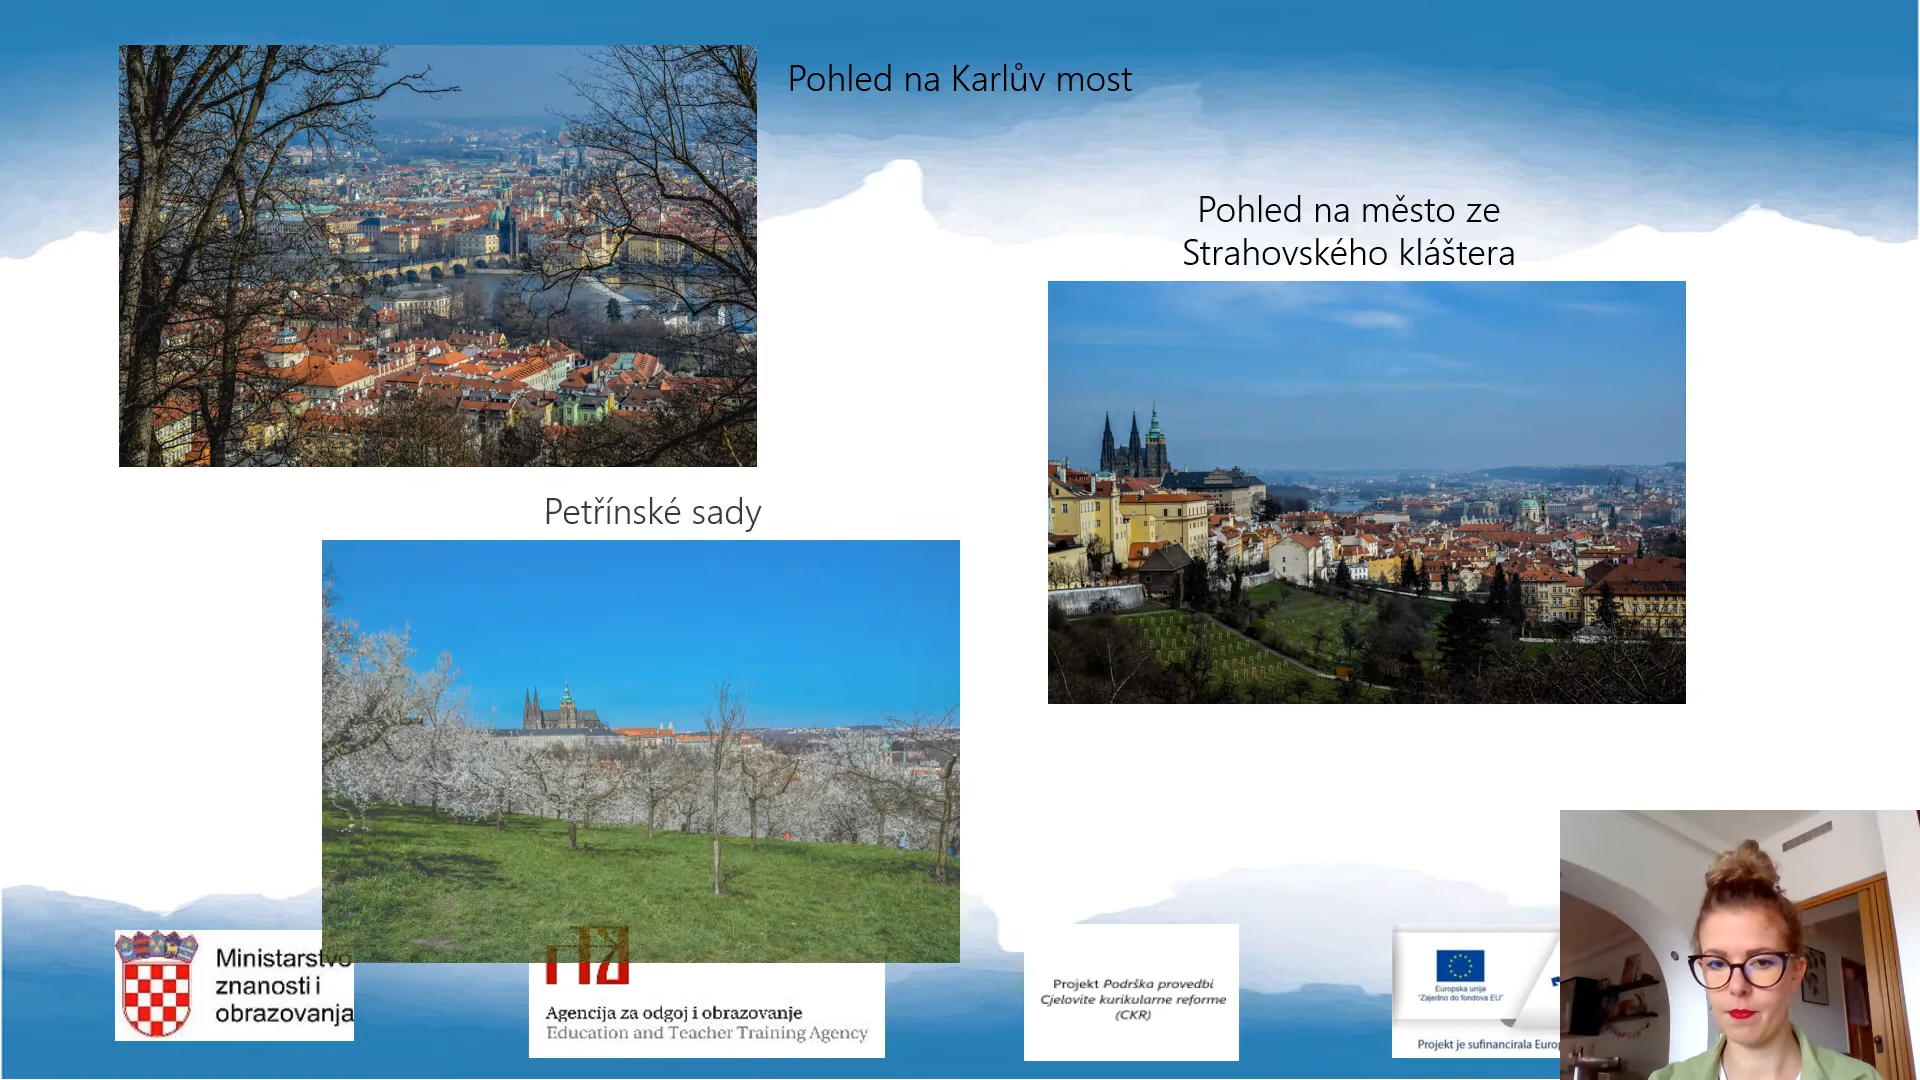 Pohled na Karlův most
Pohled na město ze
Strahovského kláštera
Petřínské sady
Ministarstvo
znanosti i
obrazovanja
Agencija za odgoj i obrazovanje
Education and Teacher Training Agency
Projekt Podrška provedbi
Cjelovite kurikularne reforme
(CKR)
Europska unija
"Zajedno do fondova EU"
Projekt je sufinancirala